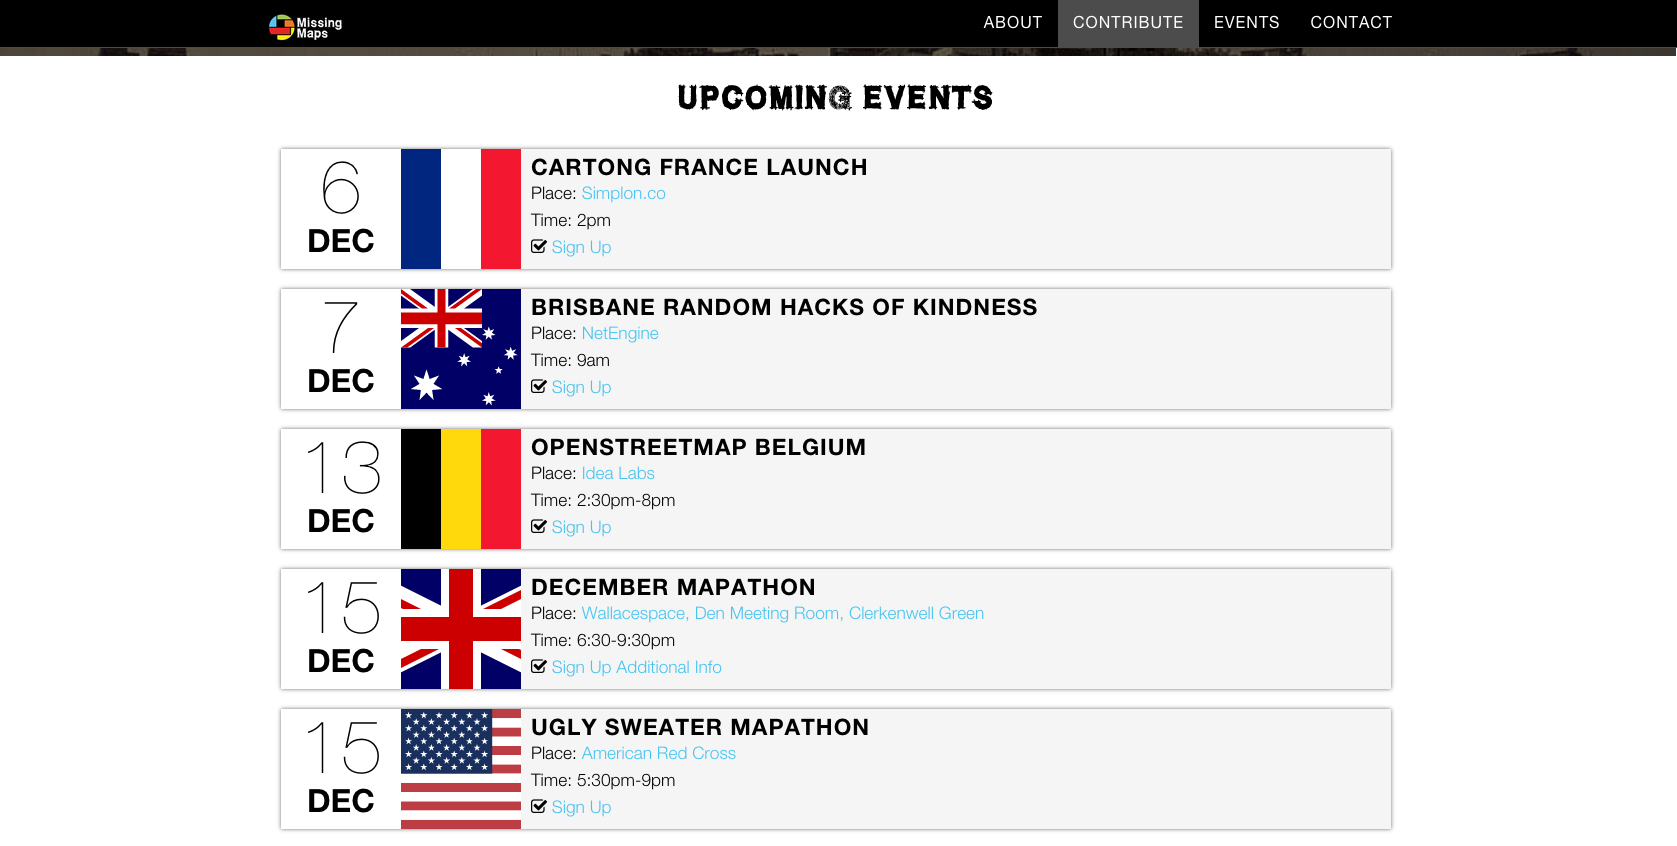 Missing
Maps
ABOUT CONTRIBUTE EVENTS CONTACT
UPCOMING EVENTS
6
DEC
CARTONG FRANCE LAUNCH
Place: Simplon.co
Time: 2pm
Sign Up
7
DEC
BRISBANE RANDOM HACKS OF KINDNESS
Place: NetEngine
Time: 9am
Sign Up
13
DEC
OPENSTREETMAP BELGIUM
Place: Idea Labs
Time: 2:30pm-8pm
Sign Up
15
DEC
DECEMBER MAPATHON
Place: Wallacespace, Den Meeting Room, Clerkenwell Green
Time: 6:30-9:30pm
Sign Up Additional Info
15
DEC
UGLY SWEATER MAPATHON
Place: American Red Cross
Time: 5:30pm-9pm
Sign Up